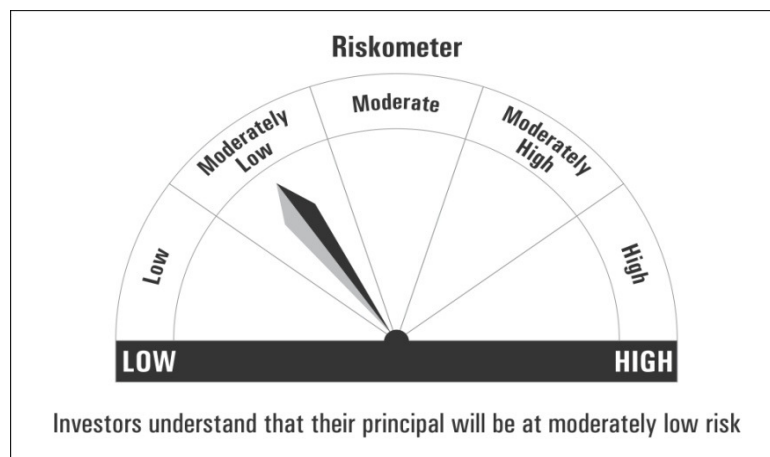 Riskometer
Low
Moderately
Low
Moderate
Moderately
High
High
LOW
HIGH
Investors understand that their principal will be at moderately low risk